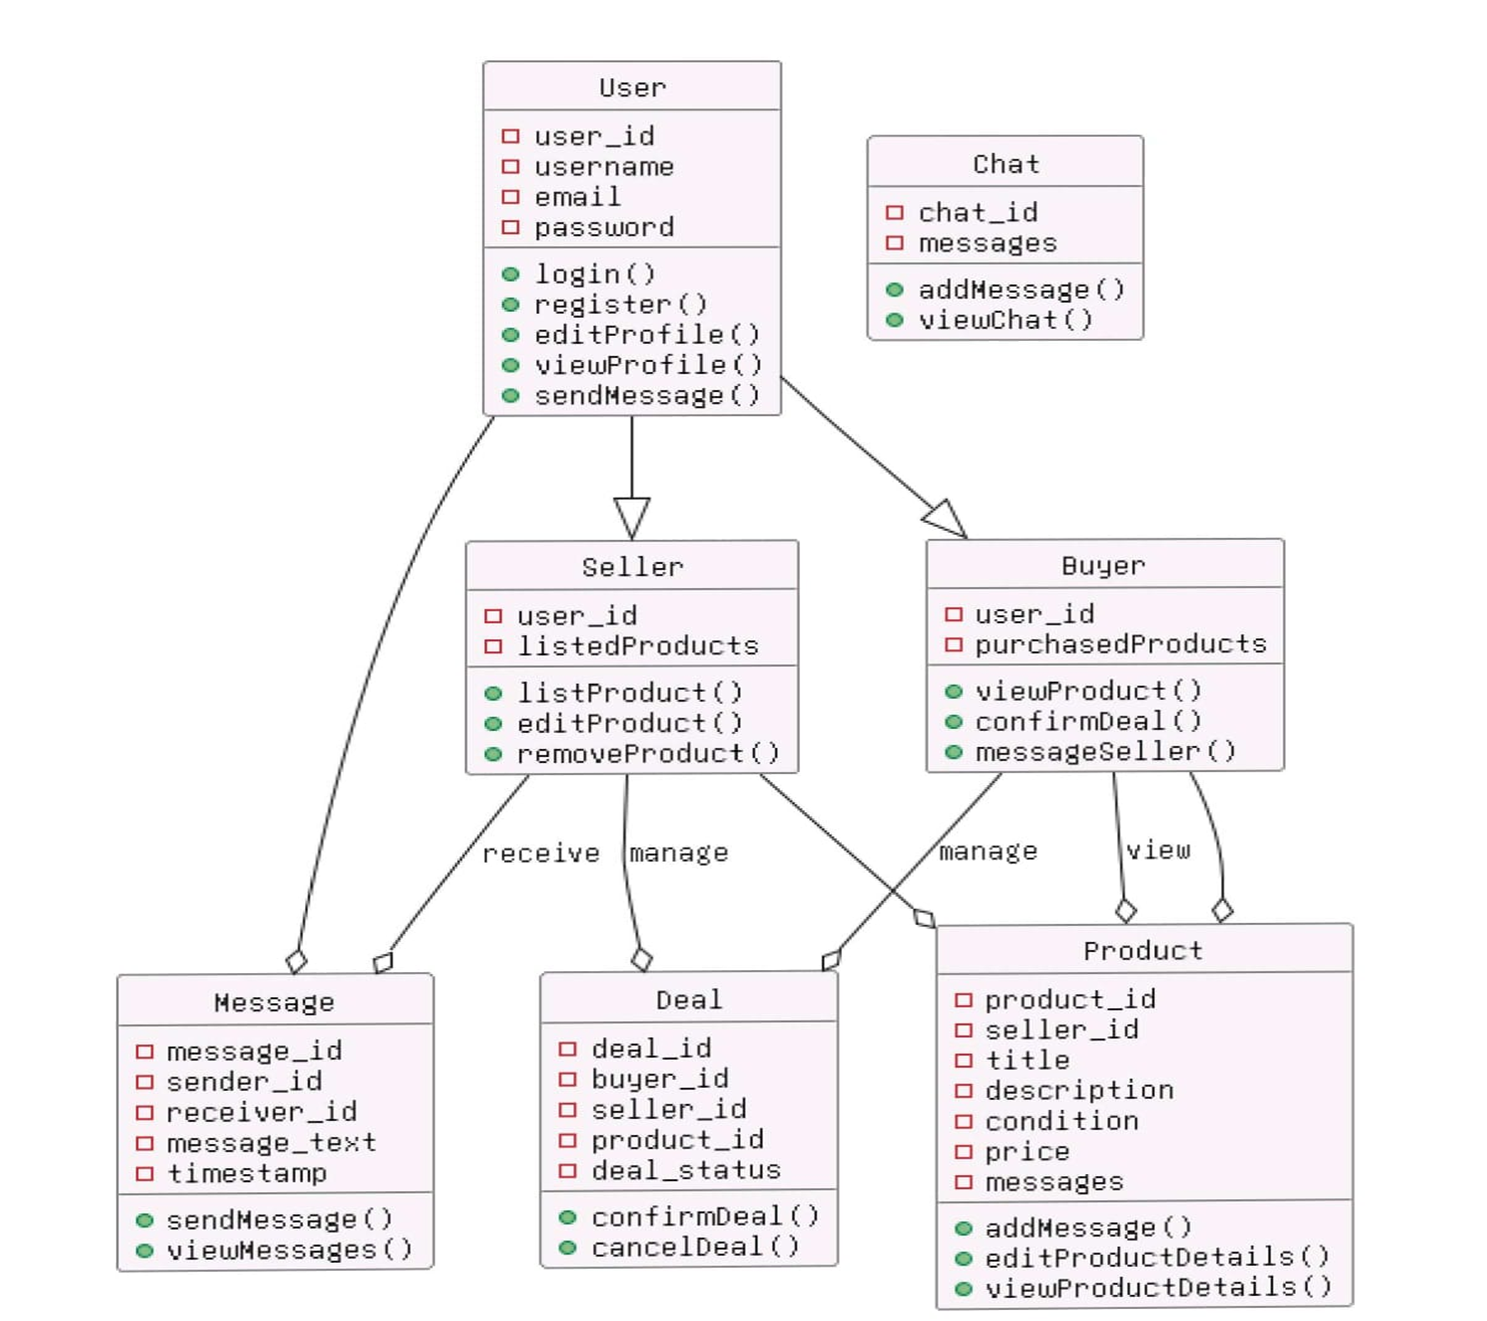 User
user_id
username
email
password
login()
register()
editProfile()
viewProfile()
sendMessage()
Chat
chat_id
messages
addMessage()
viewChat()
Seller
user_id
listedProducts
listProduct()
editProduct()
removeProduct()
Buyer
user_id
purchasedProducts
viewProduct()
confirmDeal()
messageSeller()
receive
manage
manage
view
Message
message_id
sender_id
receiver_id
message_text
timestamp
sendMessage()
viewMessages()
Deal
deal_id
buyer_id
seller_id
product_id
deal_status
confirmDeal()
cancelDeal()
Product
product_id
seller_id
title
description
condition
price
messages
addMessage()
editProductDetails()
viewProductDetails()